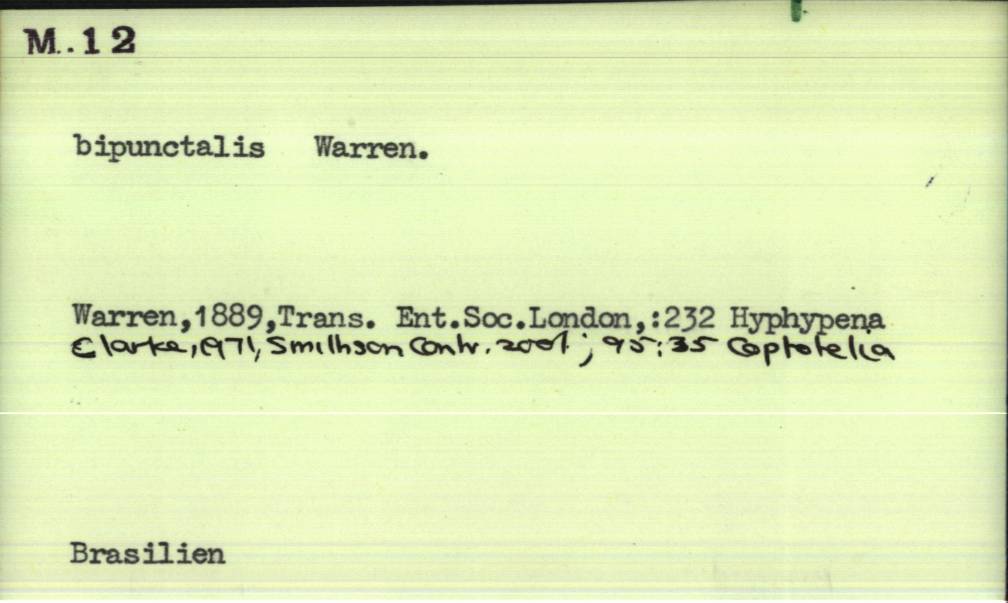 M.12
bipunctalis Warren.
Warren,1889,Trans. Ent.Soc.London,:232 Hyphypena
Clarke, 1971, Smithson Contr. Zool. ; 95: 35 Coptotelia
Brasilien